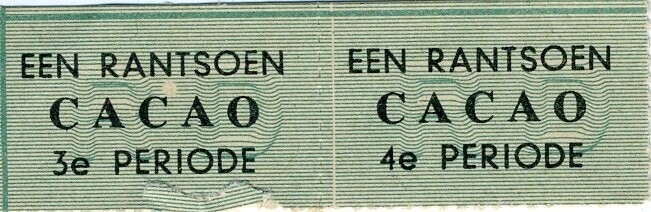 EEN RANTSOEN
CACAO
3e PERIODE
EEN RANTSOEN
CACAO
4e PERIODE